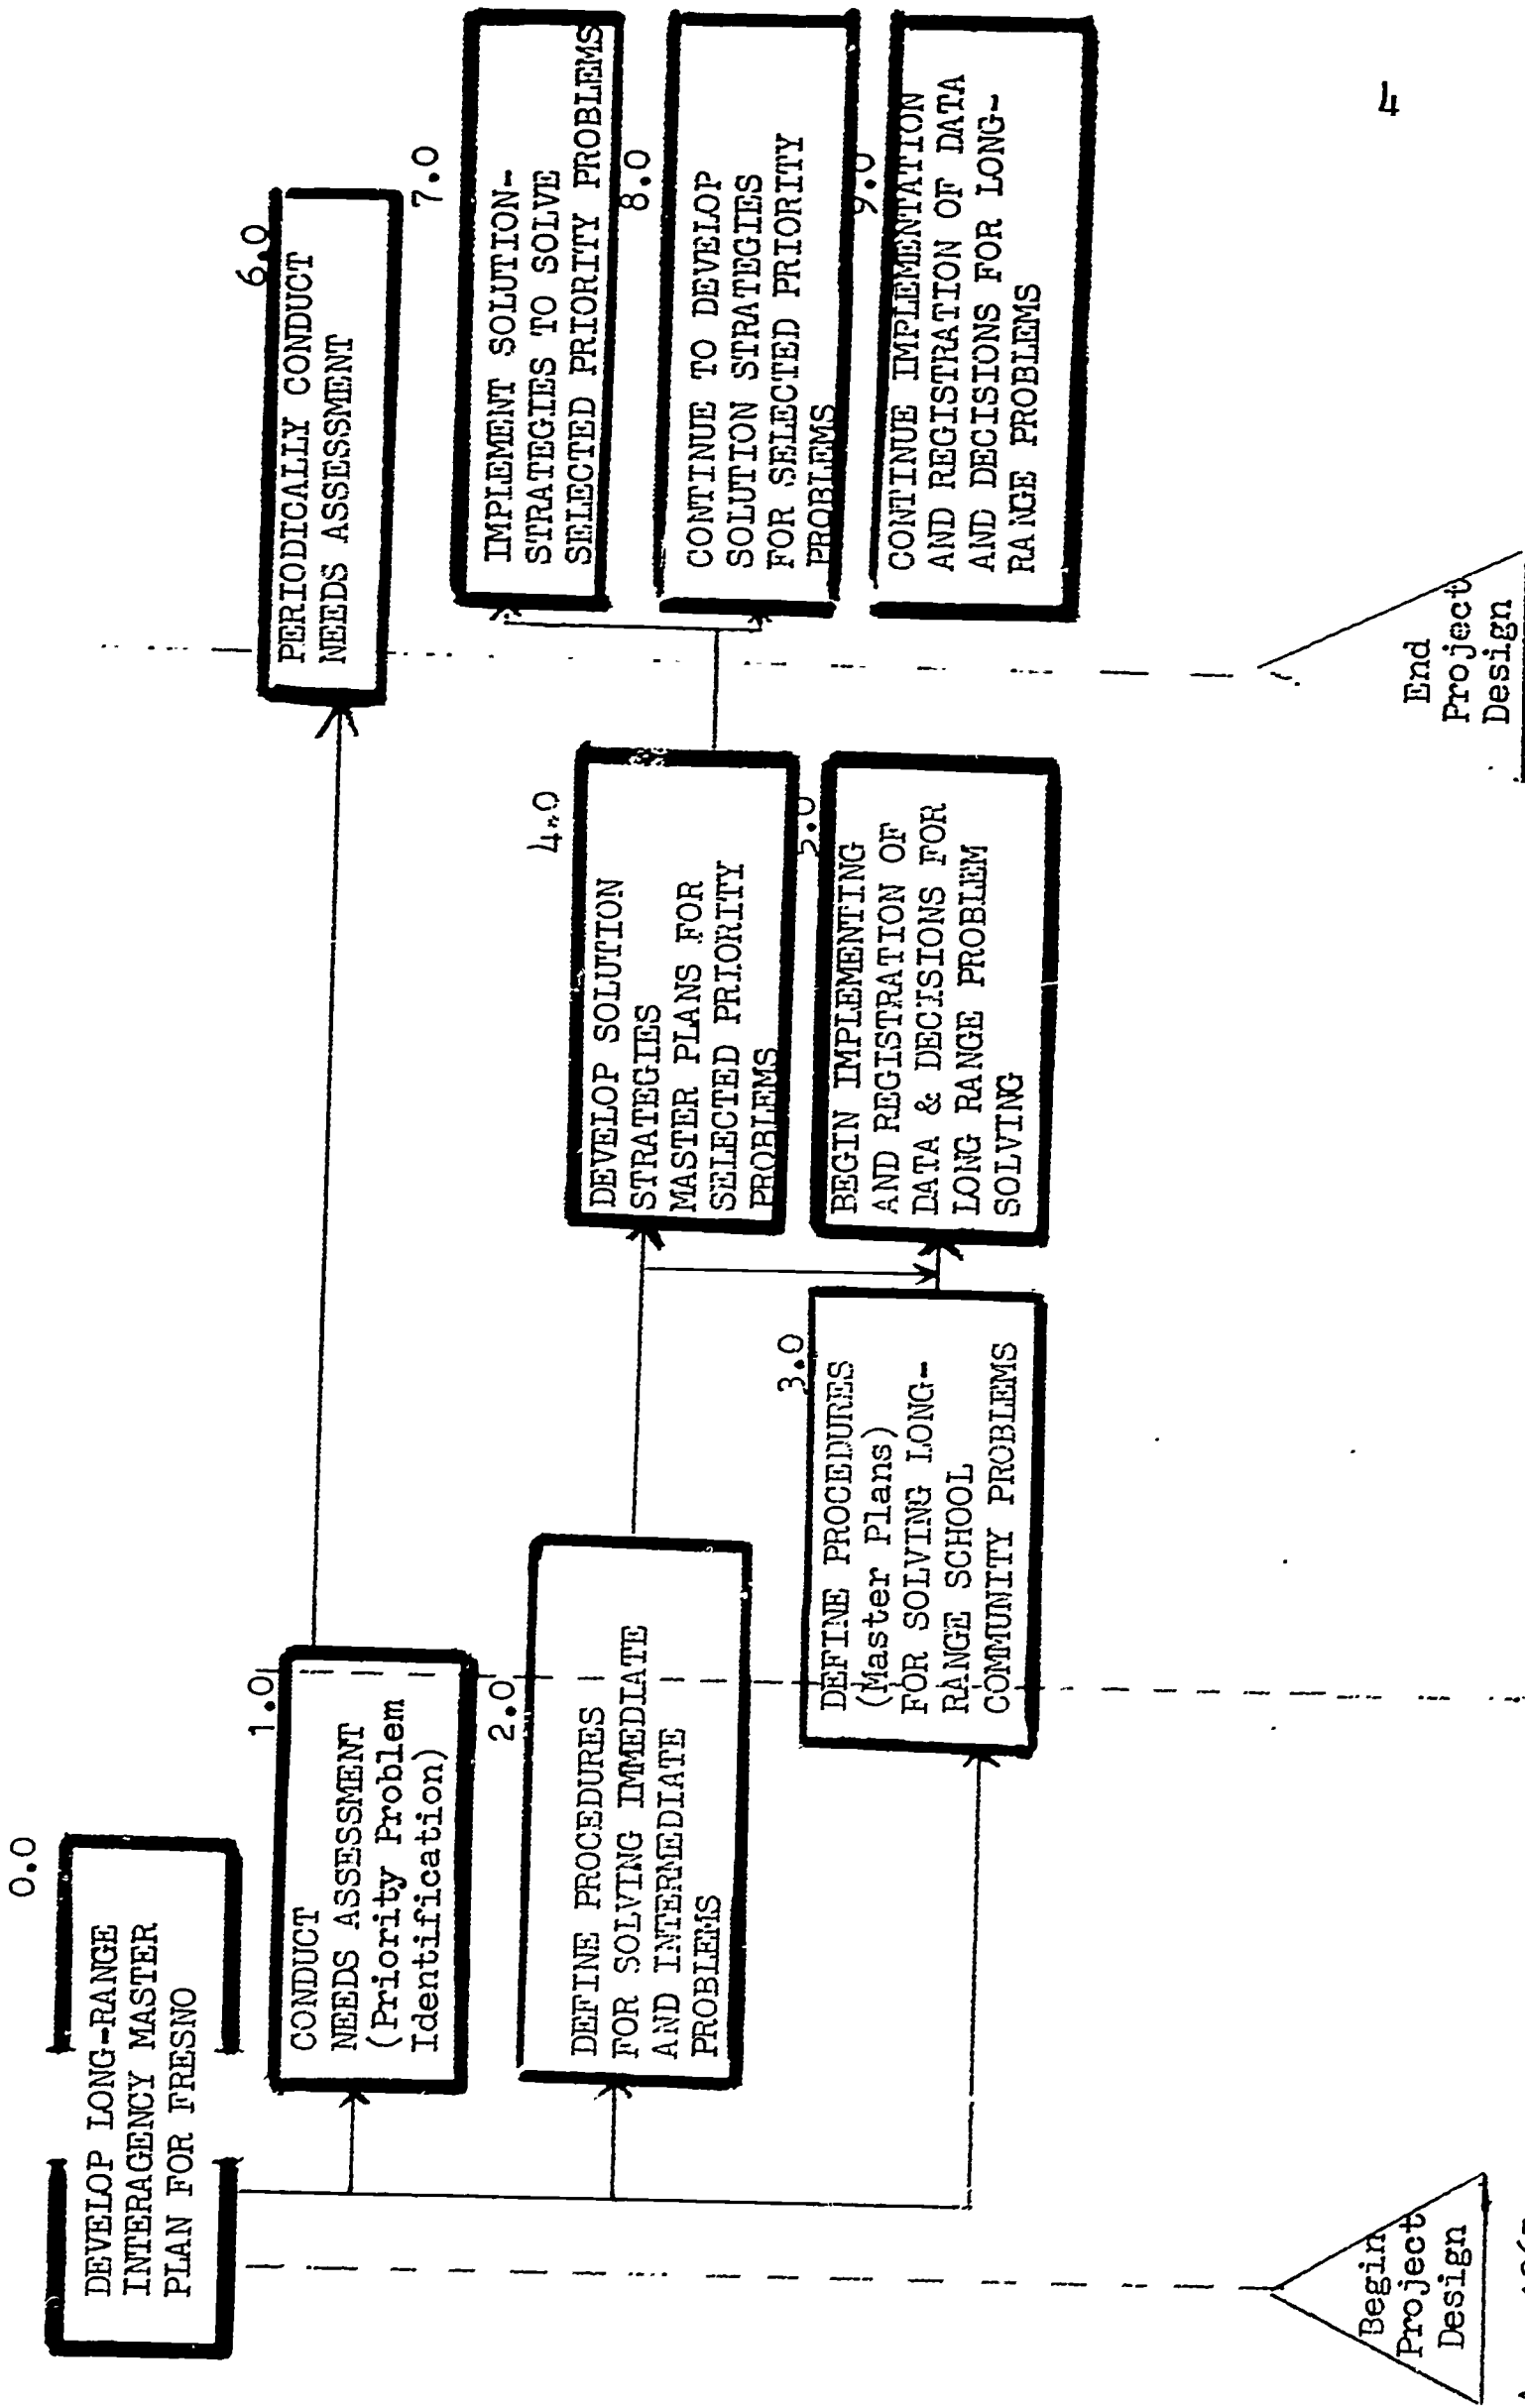 0.0
DEVELOP LONG-RANGE
INTERAGENCY MASTER
PLAN FOR FRESNO
1.0
CONDUCT
NEEDS ASSESSMENT
(Priority Problem
Identification)
2.0
DEFINE PROCEDURES
FOR SOLVING IMMEDIATE
AND INTERMEDIATE
PROBLEMS
3.0
DEFINE PROCEDURES
(Master Plans)
FOR SOLVING LONG-
RANGE SCHOOL
COMMUNITY PROBLEMS
4.0
DEVELOP SOLUTION
STRATEGIES
MASTER PLANS FOR
SELECTED PRIORITY
PROBLEMS
5.0
BEGIN IMPLEMENTING
AND REGISTRATION OF
DATA & DECISIONS FOR
LONG RANGE PROBLEM
SOLVING
6.0
PERIODICALLY CONDUCT
NEEDS ASSESSMENT
7.0
IMPLEMENT SOLUTION-
STRATEGIES TO SOLVE
SELECTED PRIORITY PROBLEMS
8.0
CONTINUE TO DEVELOP
SOLUTION STRATEGIES
FOR SELECTED PRIORITY
PROBLEMS
9.0
CONTINUE IMPLEMENTATION
AND REGISTRATION OF DATA
AND DECISIONS FOR LONG-
RANGE PROBLEMS
Begin
Project
Design
End
Project
Design
4